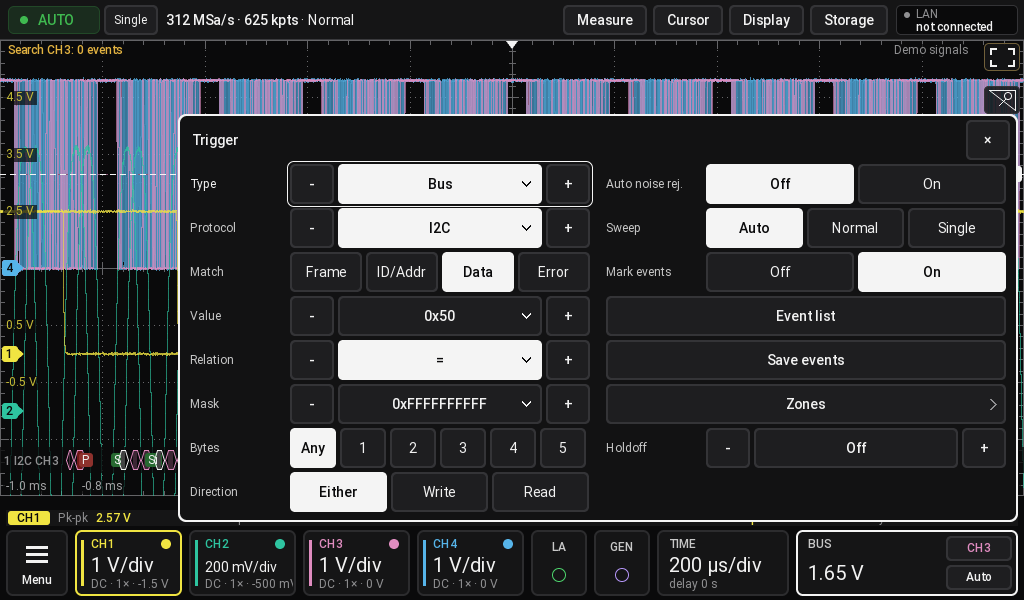 AUTO
Single
312 MSa/s · 625 kpts · Normal
Measure
Cursor
Display
Storage
LAN
not connected
Search CH3: 0 events
Demo signals
4.5 V
3.5 V
2.5 V
4
0.5 V
1
-0.5 V
2
1 I2C CH3
P
S
S
-1.0 ms
-0.8 ms
Trigger
×
Type
-
Bus
+
Auto noise rej.
Off
On
Protocol
-
I2C
+
Sweep
Auto
Normal
Single
Match
Frame
ID/Addr
Data
Error
Mark events
Off
On
Value
-
0x50
+
Event list
Relation
-
=
+
Save events
Mask
-
0xFFFFFFFFFF
+
Zones
Bytes
Any
1
2
3
4
5
Holdoff
-
Off
+
Direction
Either
Write
Read
CH1
Pk-pk
2.57 V
Menu
CH1
1 V/div
DC · 1× · -1.5 V
CH2
200 mV/div
DC · 1× · -500 mV
CH3
1 V/div
DC · 1× · 0 V
CH4
1 V/div
DC · 1× · 0 V
LA
GEN
TIME
200 µs/div
delay 0 s
BUS
1.65 V
CH3
Auto